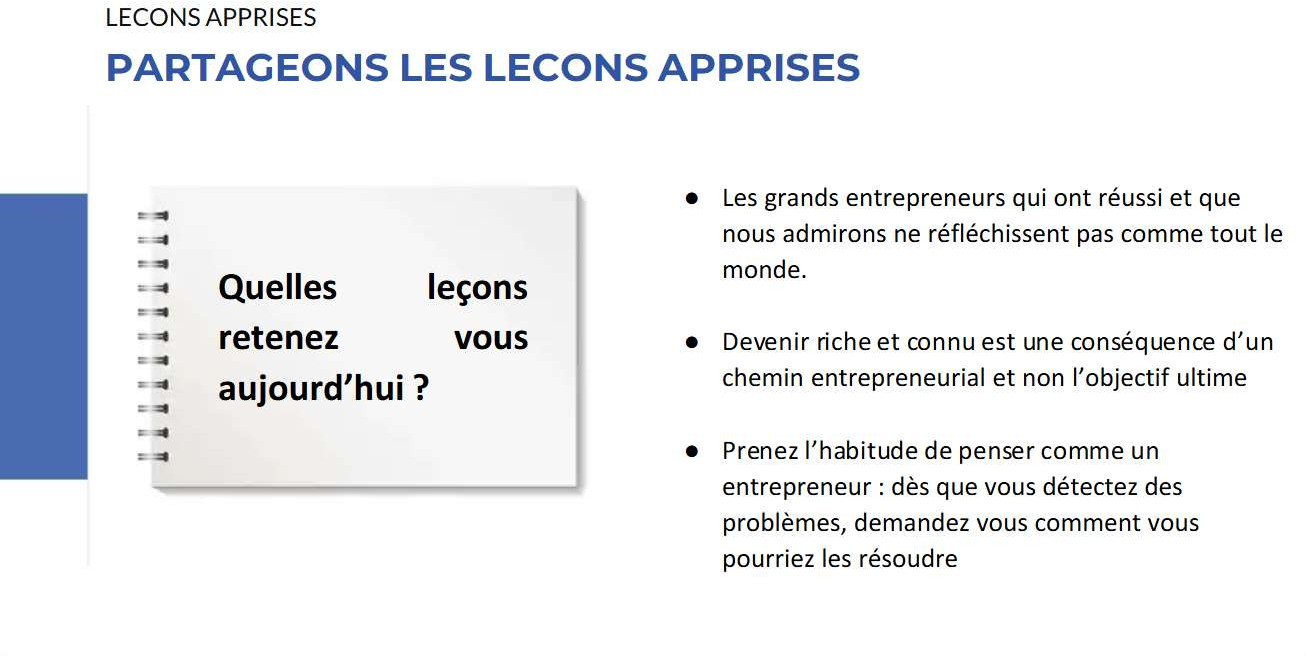 LECONS APPRISES
PARTAGEONS LES LECONS APPRISES
Quelles leçons
retenez vous
aujourd’hui ?
● Les grands entrepreneurs qui ont réussi et que
nous admirons ne réfléchissent pas comme tout le
monde.
● Devenir riche et connu est une conséquence d’un
chemin entrepreneurial et non l’objectif ultime
● Prenez l’habitude de penser comme un
entrepreneur : dès que vous détectez des
problèmes, demandez vous comment vous
pourriez les résoudre